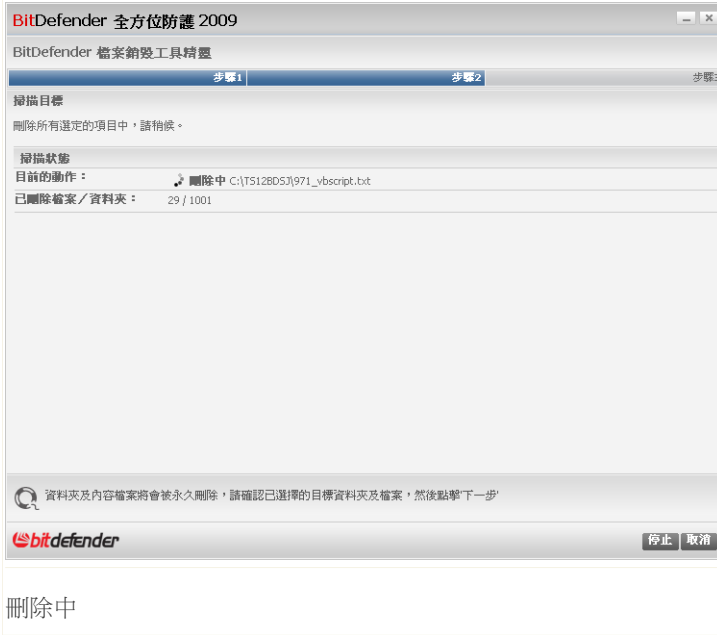 BitDefender 全方位防護 2009
BitDefender 檔案銷毀工具精靈
步驟1 步驟2 步驟
掃描目標
刪除所有選定的項目中，請稍候。
掃描狀態
目前的動作： 刪除中 C:\TS12BDSJ\971_vbscript.txt
已刪除檔案／資料夾： 29 / 1001
資料夾及內容檔案將會被永久刪除，請確認已選擇的目標資料夾及檔案，然後點擊'下一步'
bitdefender
停止 取消
刪除中